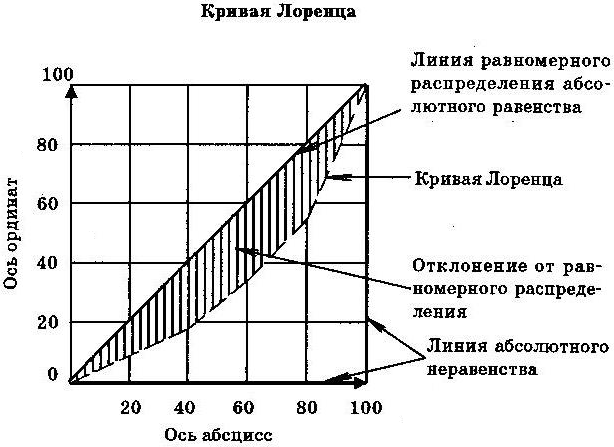 Кривая Лоренца
100
80
60
40
20
0
Ось ординат
20 40 60 80 100
Ось абсцисс
Линия равномерного
распределения абсо-
лютного равенства
Кривая Лоренца
Отклонение от рав-
номерного распреде-
ления
Линия абсолютного
неравенства